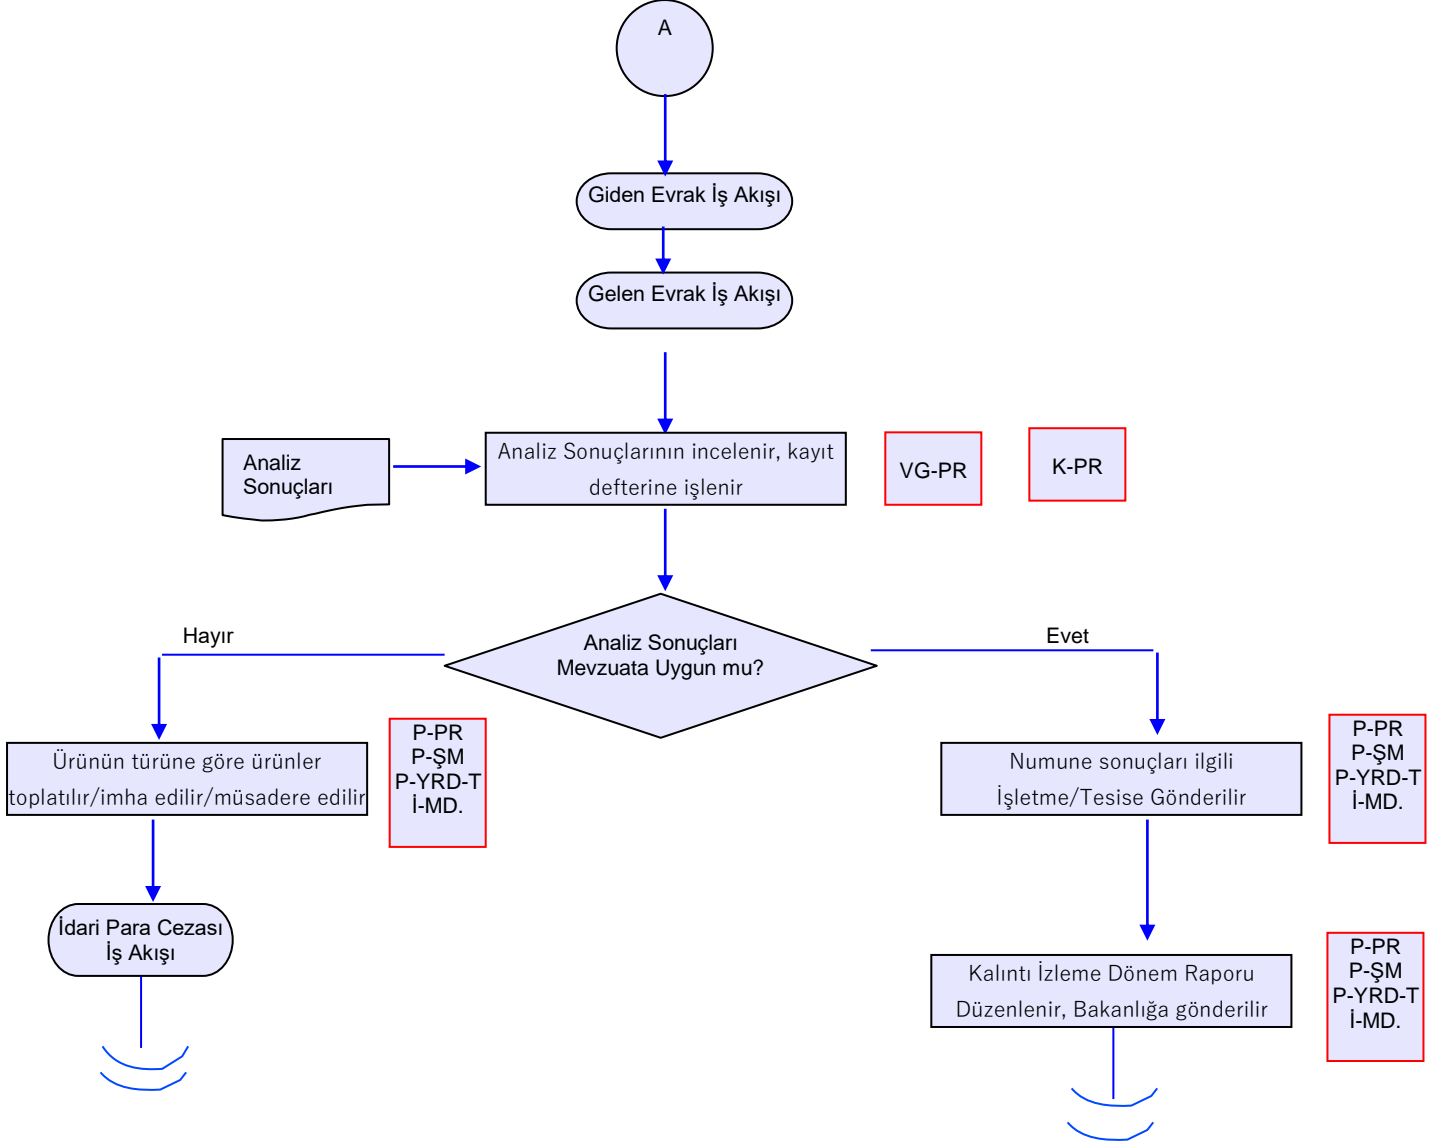 A
Giden Evrak İş Akışı
Gelen Evrak İş Akışı
Analiz
Sonuçları
Analiz Sonuçlarının incelenir, kayıt
defterine işlenir
VG-PR
K-PR
Analiz Sonuçları
Mevzuata Uygun mu?
Hayır
Evet
Ürünün türüne göre ürünler
toplatılır/imha edilir/müsadere edilir
P-PR
P-ŞM
P-YRD-T
İ-MD.
Numune sonuçları ilgili
İşletme/Tesise Gönderilir
P-PR
P-ŞM
P-YRD-T
İ-MD.
İdari Para Cezası
İş Akışı
Kalıntı İzleme Dönem Raporu
Düzenlenir, Bakanlığa gönderilir
P-PR
P-ŞM
P-YRD-T
İ-MD.